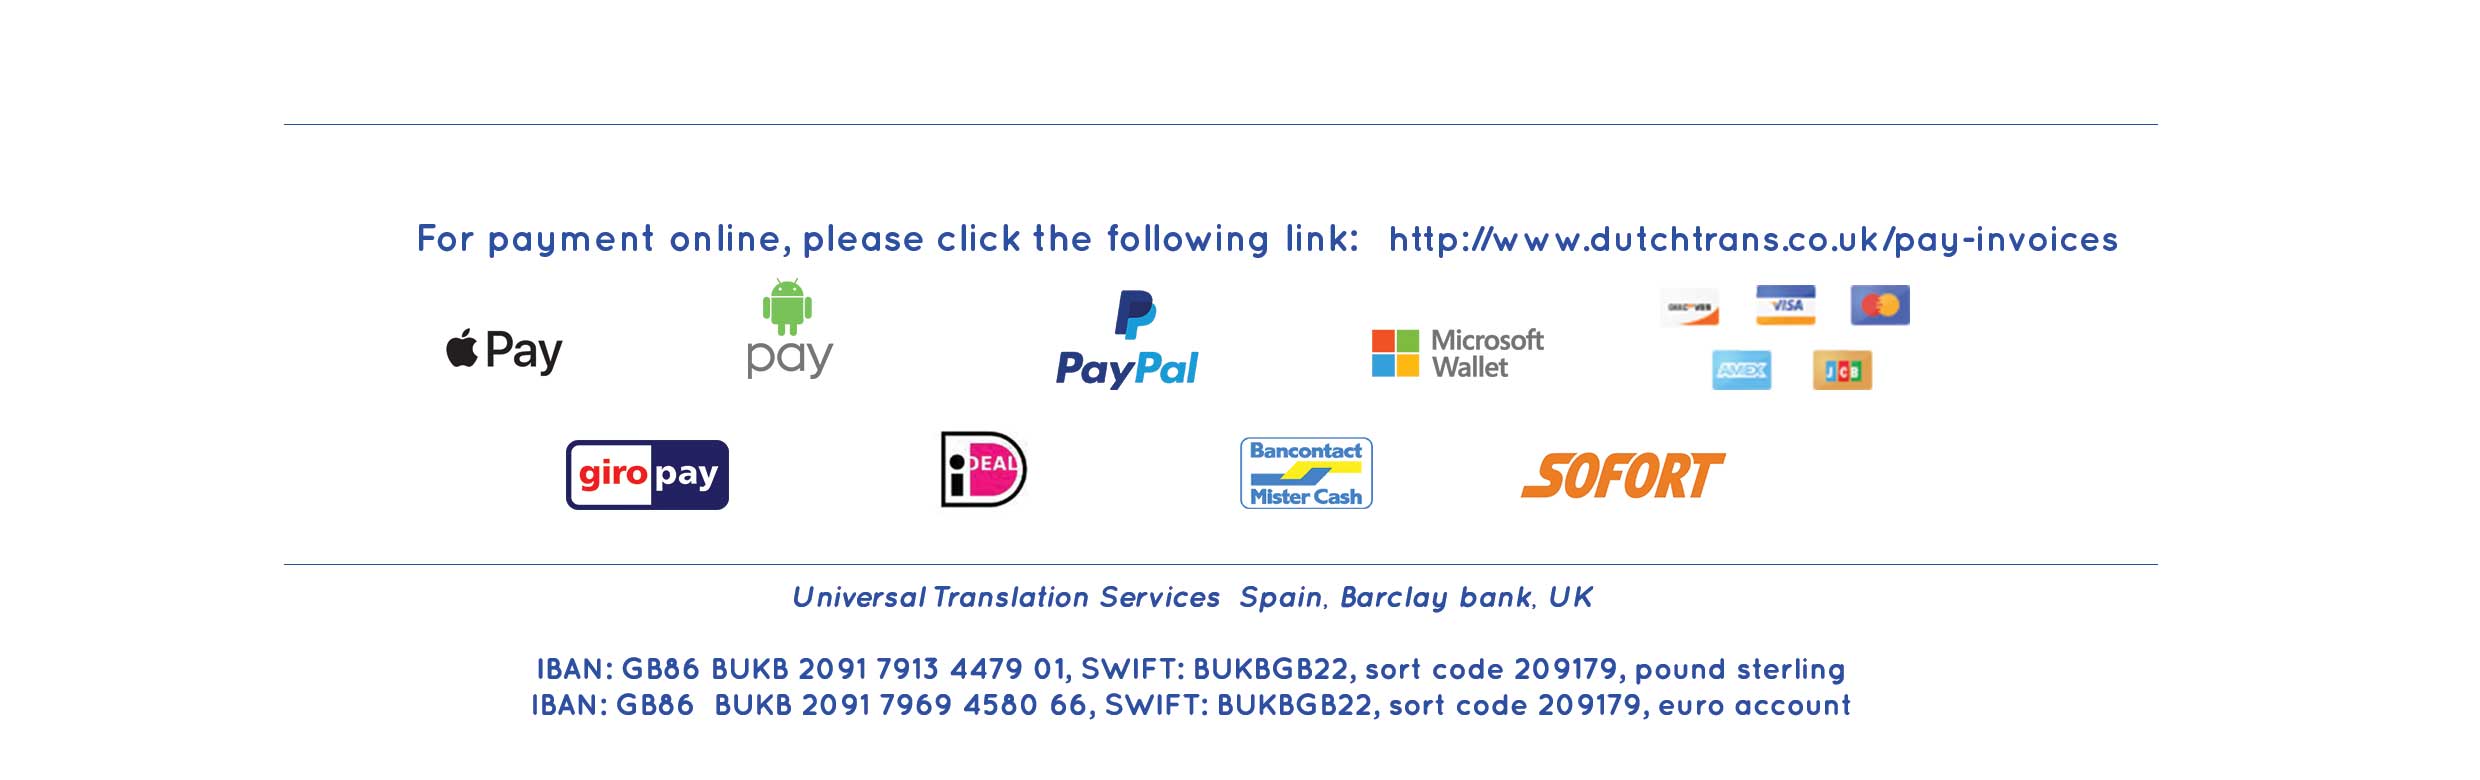 For payment online, please click the following link: http://www.dutchtrans.co.uk/pay-invoices
Pay
pay
PayPal
Microsoft
Wallet
DISCOVER
VISA
AMEX
JCB
giropay
iDEAL
Bancontact
Mister Cash
SOFORT
Universal Translation Services Spain, Barclay bank, UK
IBAN: GB86 BUKB 2091 7913 4479 01, SWIFT: BUKBGB22, sort code 209179, pound sterling
IBAN: GB86 BUKB 2091 7969 4580 66, SWIFT: BUKBGB22, sort code 209179, euro account